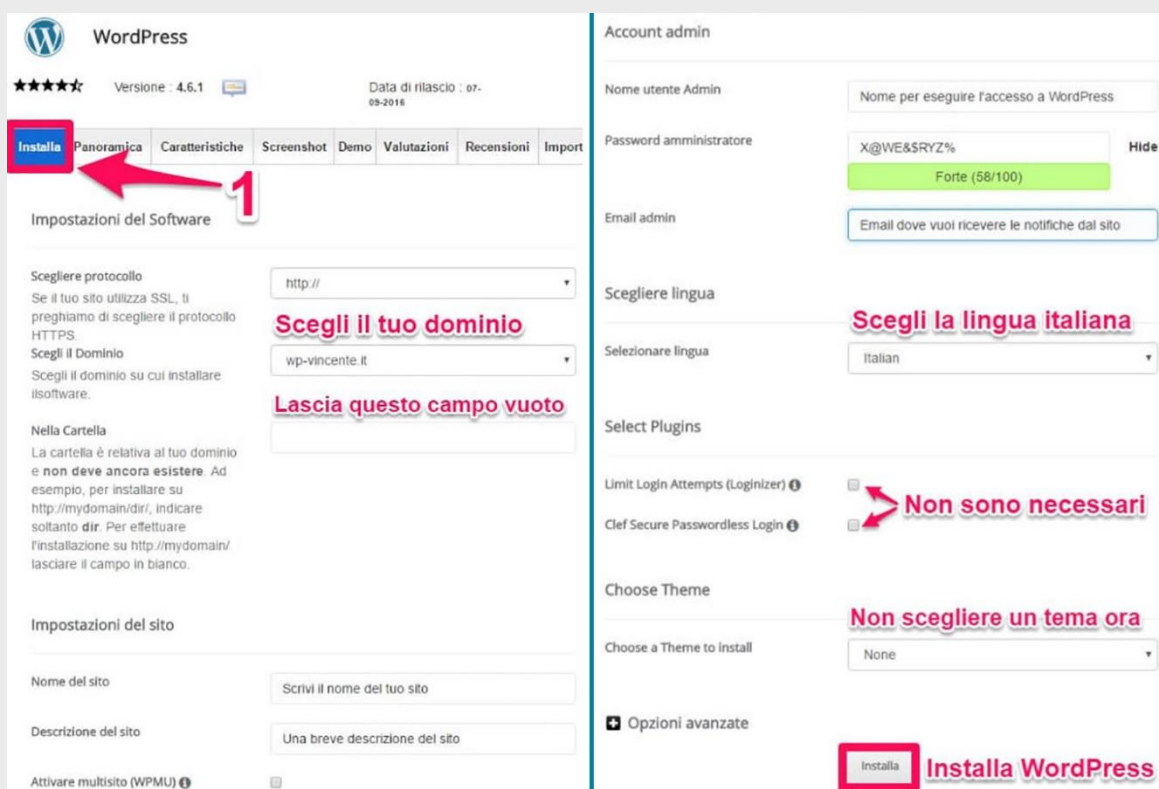 WordPress
Versione : 4.6.1
Data di rilascio : 07-
09-2016
Installa Panoramica Caratteristiche Screenshot Demo Valutazioni Recensioni Import
1
Impostazioni del Software
Scegliere protocollo
http://
Se il tuo sito utilizza SSL, ti
preghiamo di scegliere il protocollo
HTTPS.
Scegli il tuo dominio
Scegli il Dominio
wp-vincente.it
Scegli il dominio su cui installare
ilsoftware.
Lascia questo campo vuoto
Nella Cartella
La cartella è relativa al tuo dominio
e non deve ancora esistere. Ad
esempio, per installare su
http://mydomain/dir/, indicare
soltanto dir. Per effettuare
l'installazione su http://mydomain/
lasciare il campo in bianco.
Impostazioni del sito
Nome del sito
Scrivi il nome del tuo sito
Descrizione del sito
Una breve descrizione del sito
Attivare multisito (WPMU)
Account admin
Nome utente Admin
Nome per eseguire l'accesso a WordPress
Password amministratore
X@WE&$RYZ%
Hide
Forte (58/100)
Email admin
Email dove vuoi ricevere le notifiche dal sito
Scegliere lingua
Scegli la lingua italiana
Selezionare lingua
Italian
Select Plugins
Limit Login Attempts (Loginizer)
Non sono necessari
Clef Secure Passwordless Login
Choose Theme
Non scegliere un tema ora
Choose a Theme to install
None
Opzioni avanzate
Installa
Installa WordPress